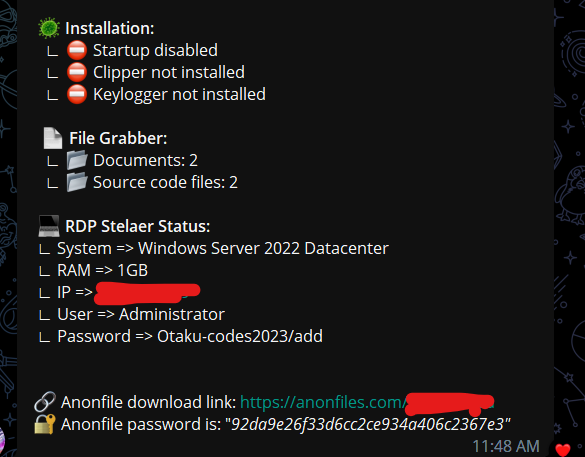 Installation:
∟ Startup disabled
∟ Clipper not installed
∟ Keylogger not installed
File Grabber:
∟ Documents: 2
∟ Source code files: 2
RDP Stelaer Status:
∟ System => Windows Server 2022 Datacenter
∟ RAM => 1GB
∟ IP =>
∟ User => Administrator
∟ Password => Otaku-codes2023/add
Anonfile download link: https://anonfiles.com/
Anonfile password is: "92da9e26f33d6cc2ce934a406c2367e3"
11:48 AM